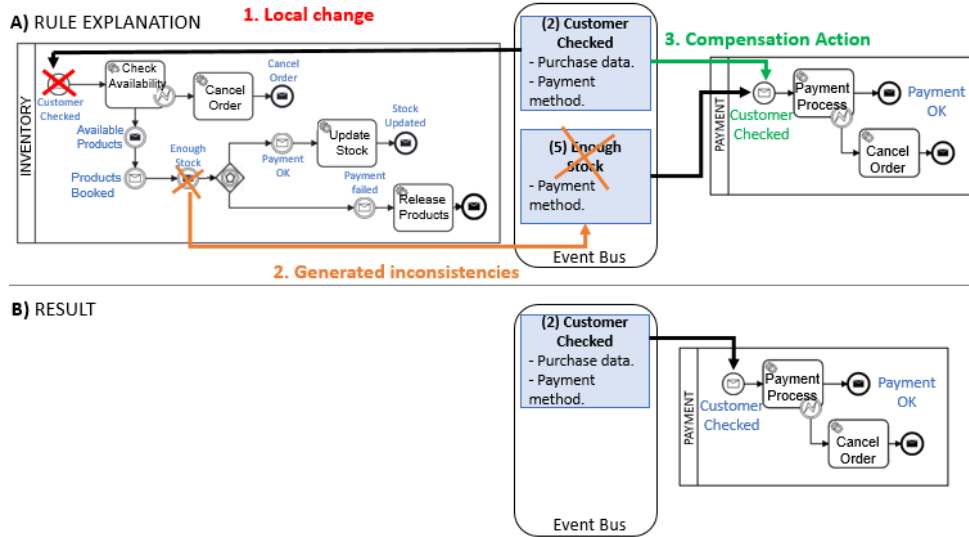 A) RULE EXPLANATION
1. Local change
INVENTORY
Customer
Checked
Check
Availability
Cancel
Order
Cancel
Order
Available
Products
Products
Booked
Enough
Stock
Payment
OK
Update
Stock
Stock
Updated
Payment
failed
Release
Products
2. Generated inconsistencies
(2) Customer
Checked
- Purchase data.
- Payment
method.
(5) Enough
Stock
- Payment
method.
Event Bus
3. Compensation Action
PAYMENT
Customer
Checked
Payment
Process
Payment
OK
Cancel
Order
B) RESULT
(2) Customer
Checked
- Purchase data.
- Payment
method.
Event Bus
PAYMENT
Customer
Checked
Payment
Process
Payment
OK
Cancel
Order